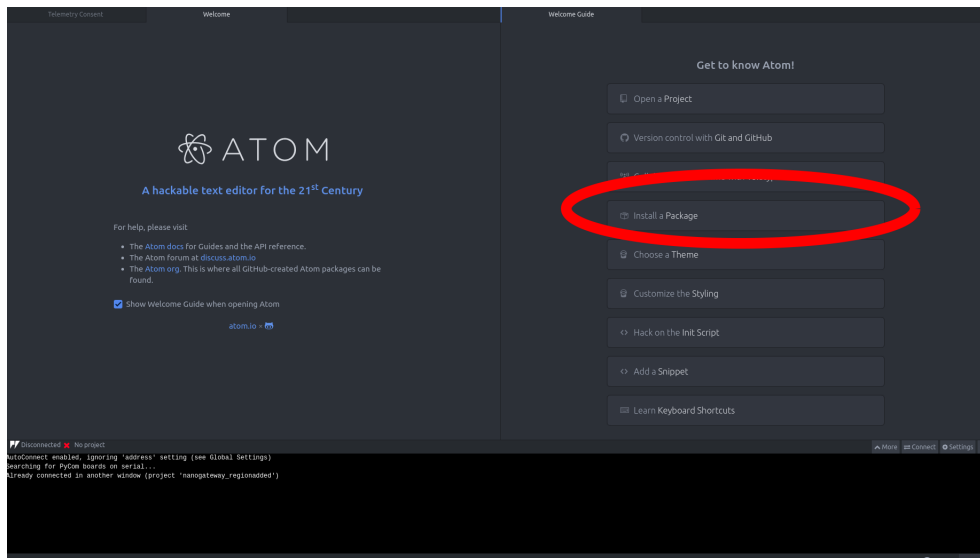 Telemetry Consent
Welcome
Welcome Guide
ATOM
A hackable text editor for the 21st Century
For help, please visit
The Atom docs for Guides and the API reference.
The Atom forum at discuss.atom.io
The Atom org. This is where all GitHub-created Atom packages can be
found.
Show Welcome Guide when opening Atom
atom.io ×
Get to know Atom!
Open a Project
Version control with Git and GitHub
Install a Package
Choose a Theme
Customize the Styling
Hack on the Init Script
Add a Snippet
Learn Keyboard Shortcuts
Disconnected No project
More Connect Settings
AutoConnect enabled, ignoring 'address' setting (see Global Settings)
Searching for PyCom boards on serial...
Already connected in another window (project 'nanogateway_regionadded')